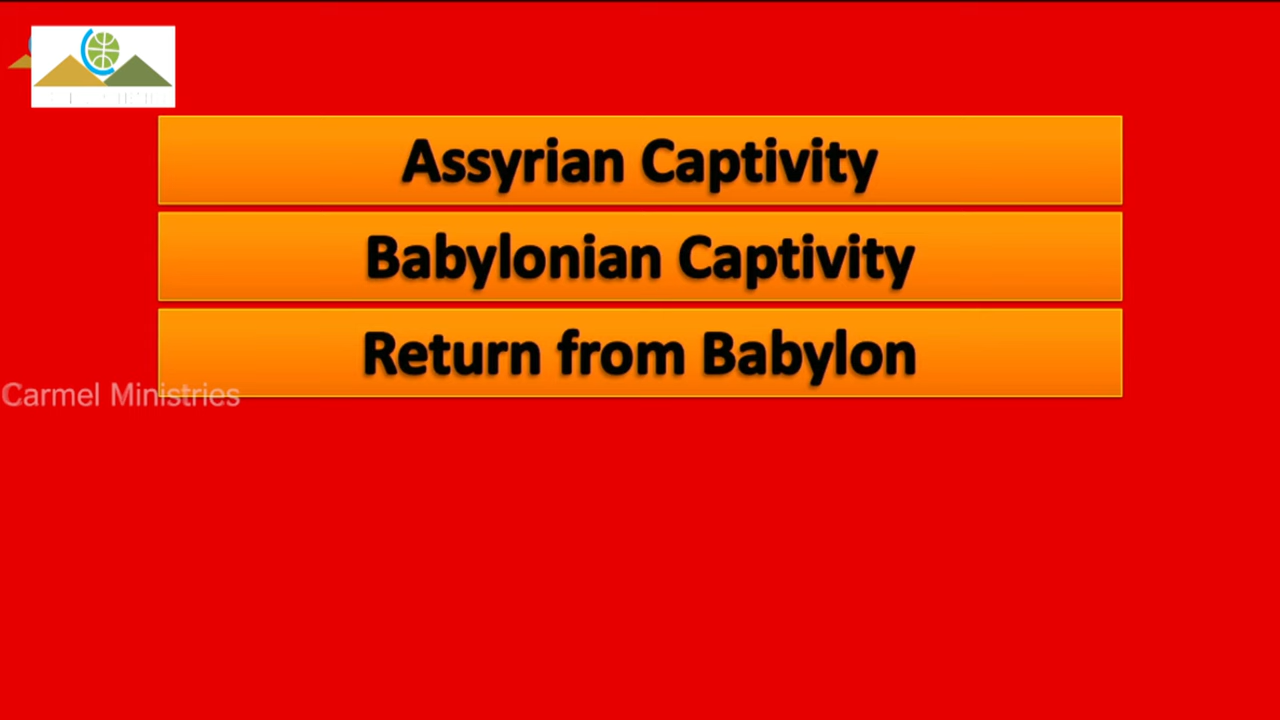 Assyrian Captivity
Babylonian Captivity
Return from Babylon
Carmel Ministries